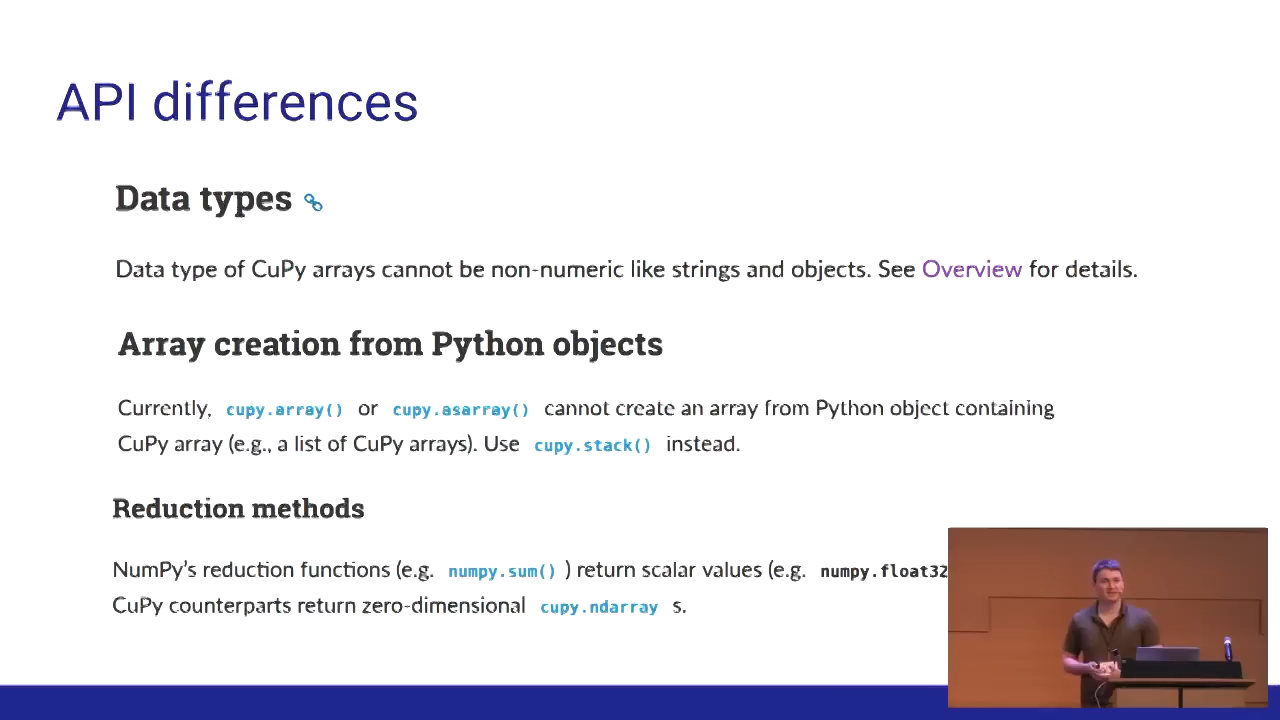 API differences
Data types
Data type of CuPy arrays cannot be non-numeric like strings and objects. See Overview for details.
Array creation from Python objects
Currently, cupy.array() or cupy.asarray() cannot create an array from Python object containing
CuPy array (e.g., a list of CuPy arrays). Use cupy.stack() instead.
Reduction methods
NumPy's reduction functions (e.g. numpy.sum() ) return scalar values (e.g. numpy.float32
CuPy counterparts return zero-dimensional cupy.ndarray s.